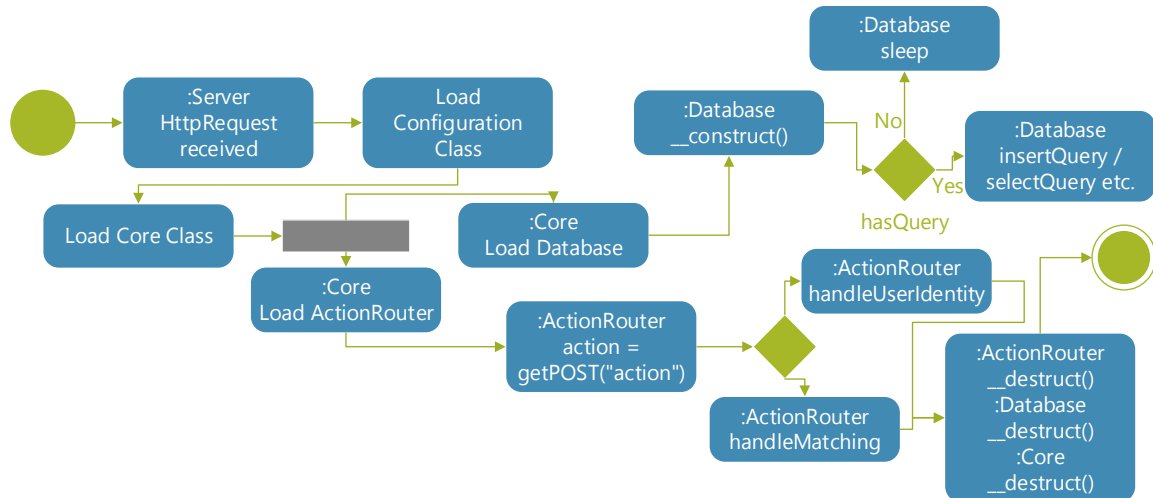 :Server
HttpRequest
received
Load
Configuration
Class
:Database
__construct()
:Database
sleep
No
Yes
hasQuery
:Database
insertQuery /
selectQuery etc.
Load Core Class
:Core
Load Database
:Core
Load ActionRouter
:ActionRouter
action =
getPOST("action")
:ActionRouter
handleUserIdentity
:ActionRouter
handleMatching
:ActionRouter
__destruct()
:Database
__destruct()
:Core
__destruct()